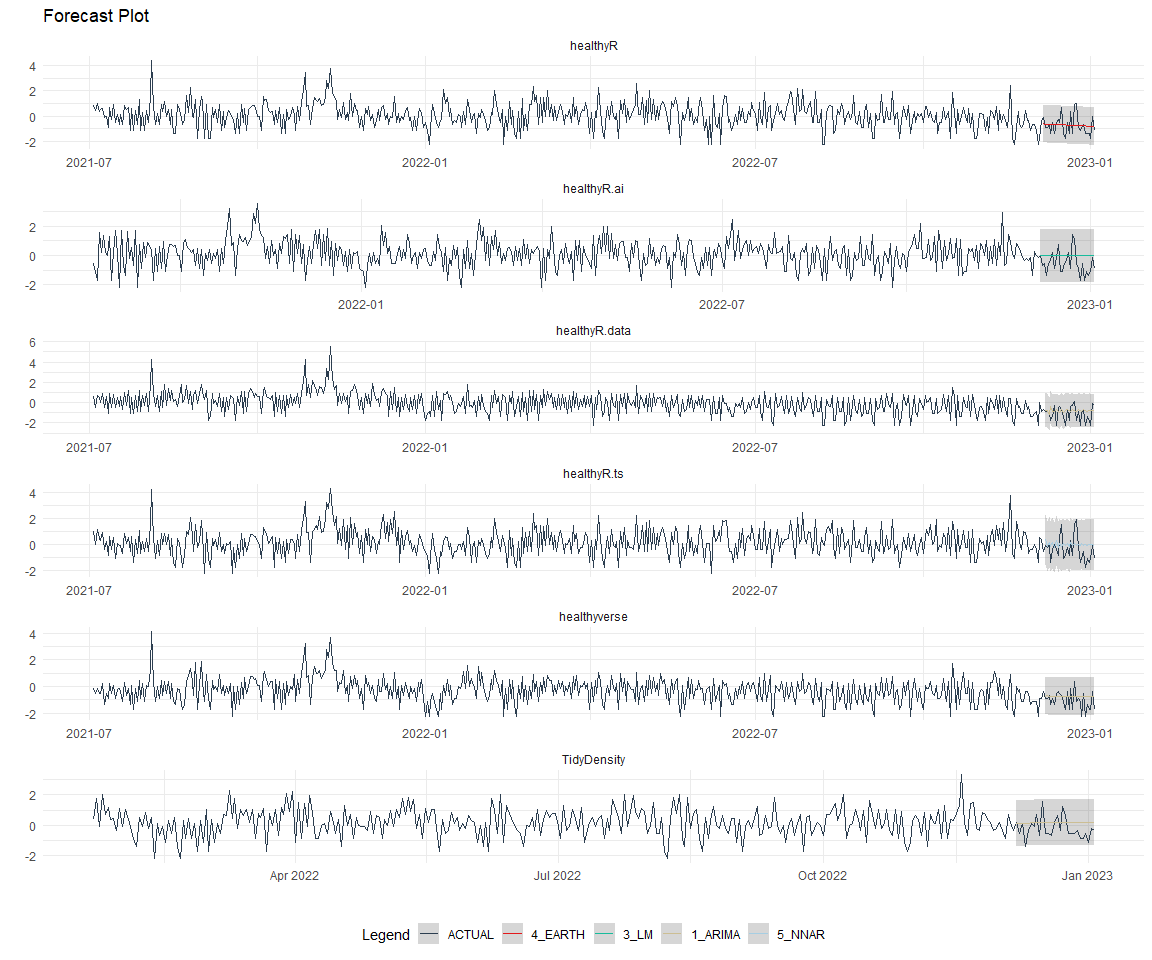 Forecast Plot
healthyR
4
2
0
-2
2021-07 2022-01 2022-07 2023-01
healthyR.ai
2
0
-2
2022-01 2022-07 2023-01
healthyR.data
6
4
2
0
-2
2021-07 2022-01 2022-07 2023-01
healthyR.ts
4
2
0
-2
2021-07 2022-01 2022-07 2023-01
healthyverse
4
2
0
-2
2021-07 2022-01 2022-07 2023-01
TidyDensity
2
0
-2
Apr 2022 Jul 2022 Oct 2022 Jan 2023
Legend ACTUAL 4_EARTH 3_LM 1_ARIMA 5_NNAR